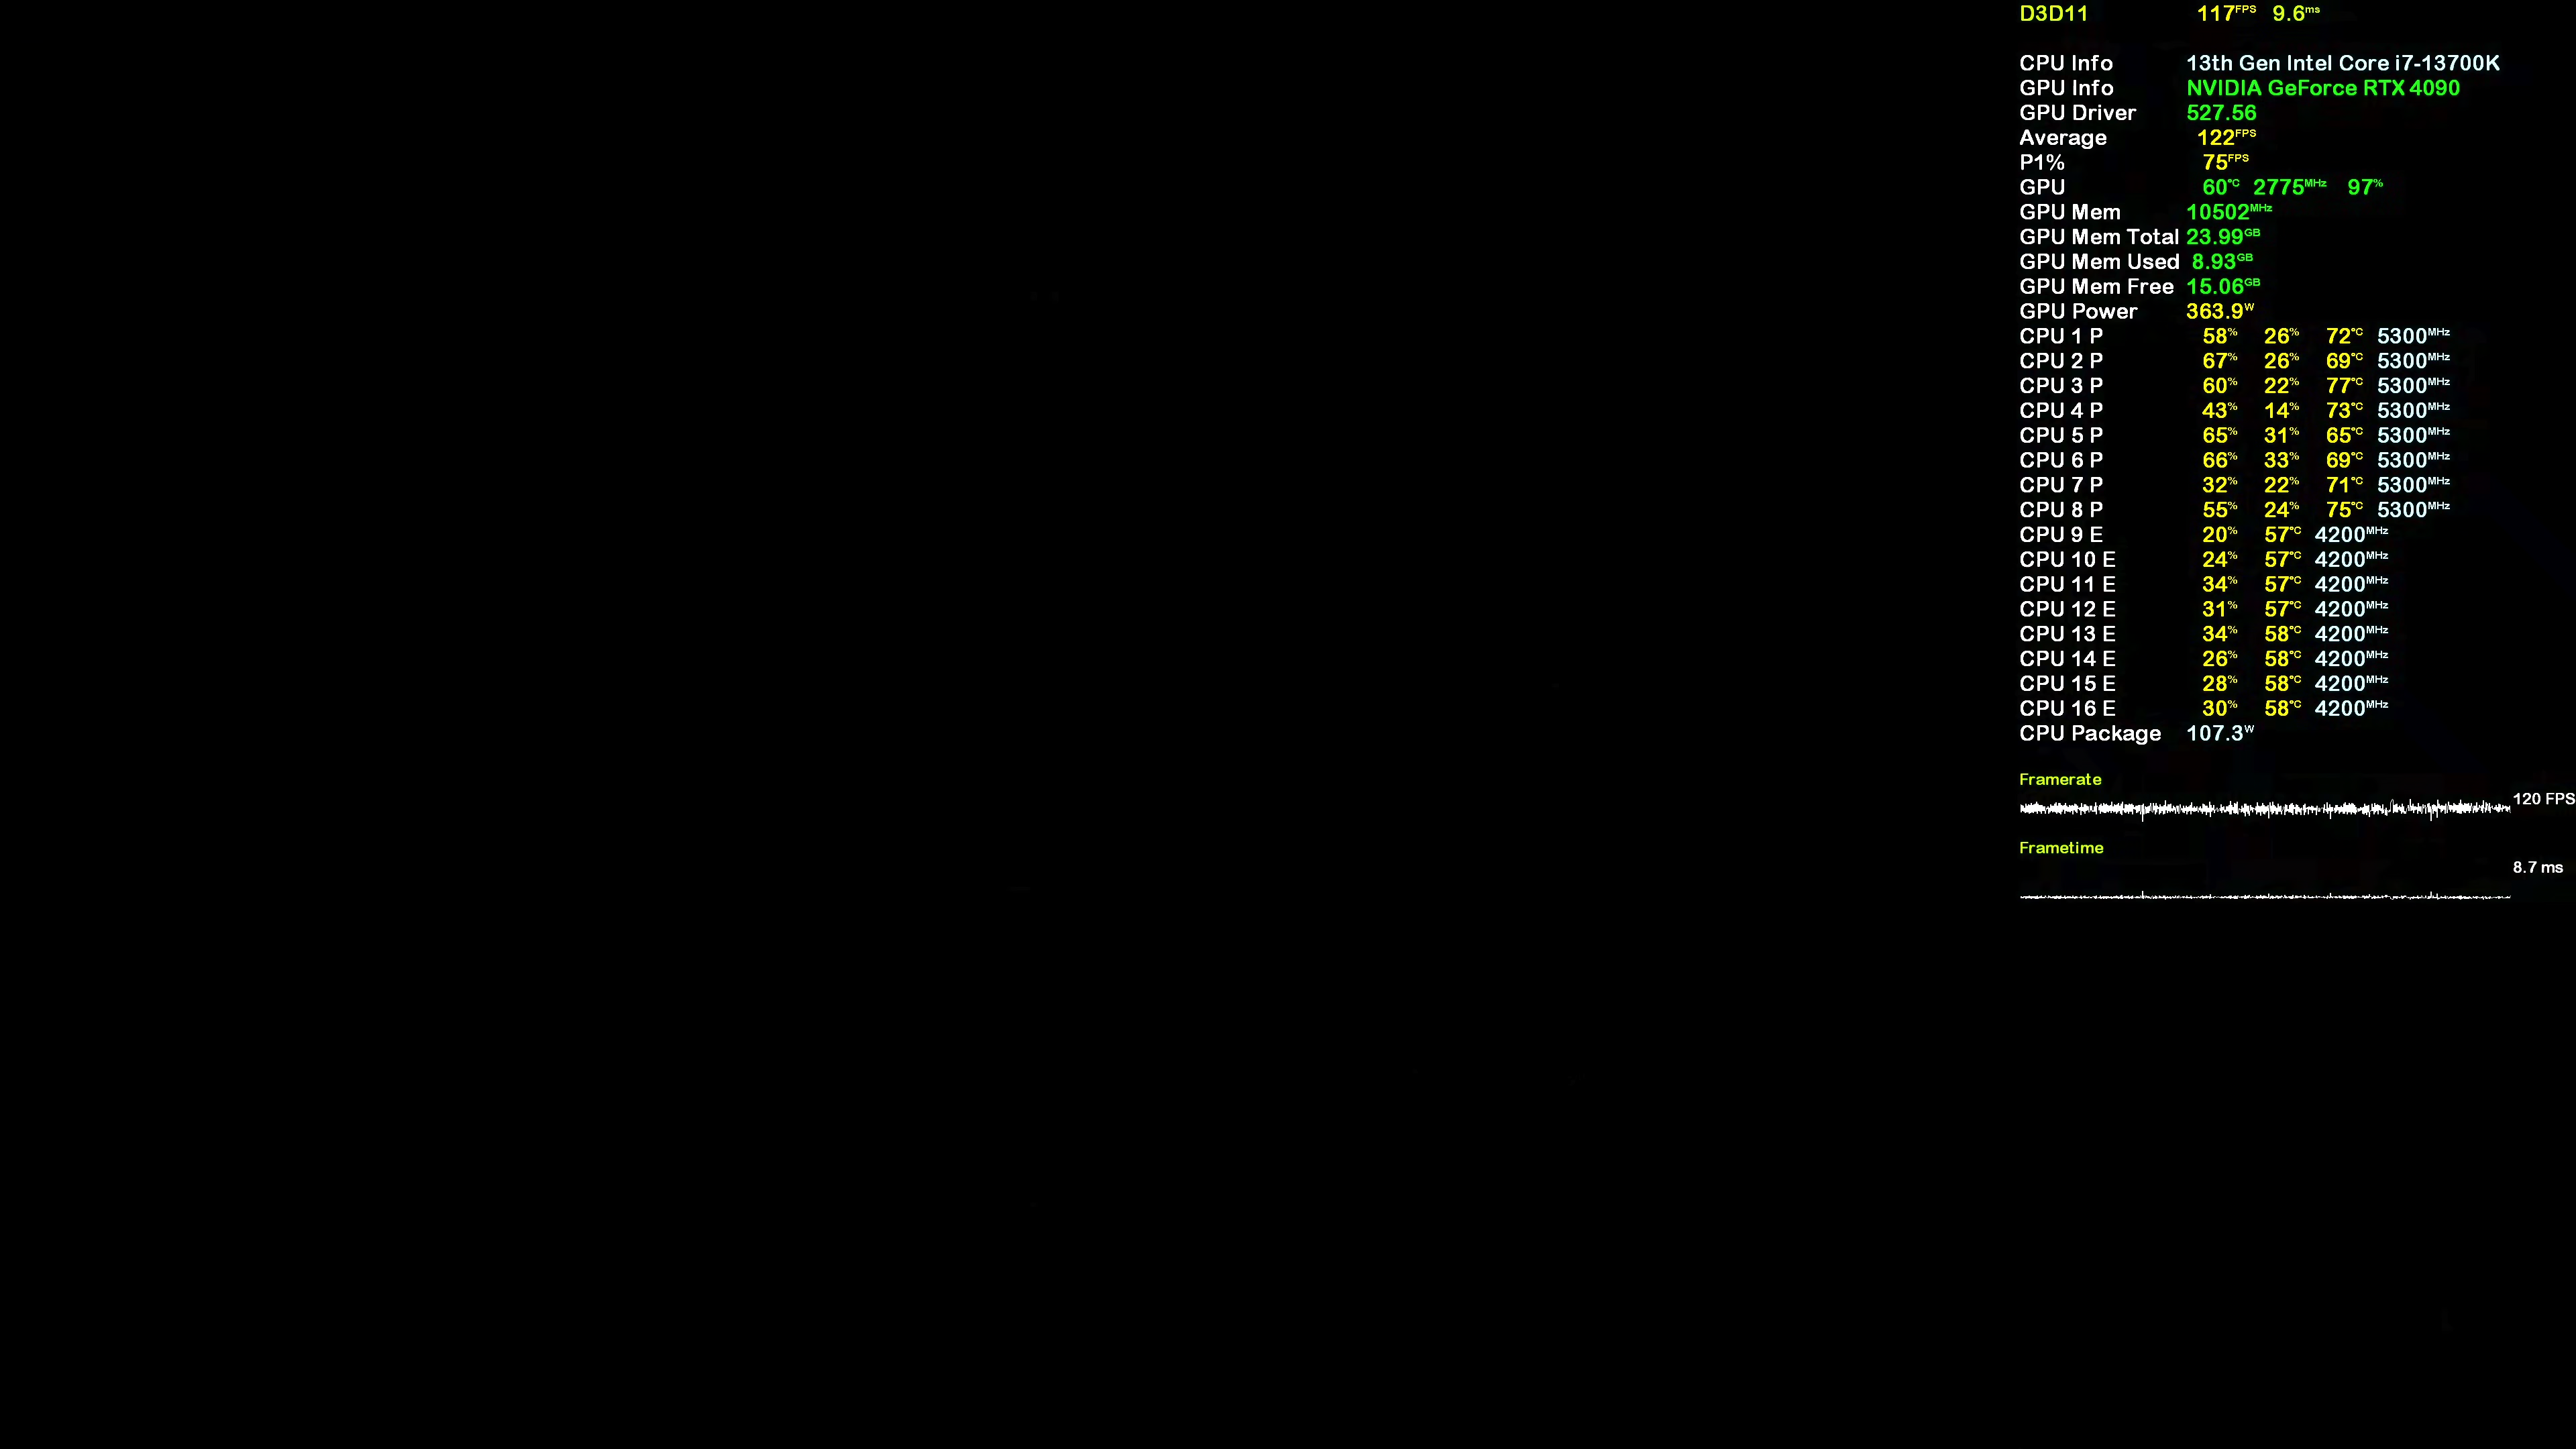 D3D11 117FPS 9.6ms
CPU Info 13th Gen Intel Core i7-13700K
GPU Info NVIDIA GeForce RTX 4090
GPU Driver 527.56
Average 122FPS
P1% 75FPS
GPU 60°C 2775MHz 97%
GPU Mem 10502MHz
GPU Mem Total 23.99GB
GPU Mem Used 8.93GB
GPU Mem Free 15.06GB
GPU Power 363.9W
CPU 1 P 58% 26% 72°C 5300MHz
CPU 2 P 67% 26% 69°C 5300MHz
CPU 3 P 60% 22% 77°C 5300MHz
CPU 4 P 43% 14% 73°C 5300MHz
CPU 5 P 65% 31% 65°C 5300MHz
CPU 6 P 66% 33% 69°C 5300MHz
CPU 7 P 32% 22% 71°C 5300MHz
CPU 8 P 55% 24% 75°C 5300MHz
CPU 9 E 20% 57°C 4200MHz
CPU 10 E 24% 57°C 4200MHz
CPU 11 E 34% 57°C 4200MHz
CPU 12 E 31% 57°C 4200MHz
CPU 13 E 34% 58°C 4200MHz
CPU 14 E 26% 58°C 4200MHz
CPU 15 E 28% 58°C 4200MHz
CPU 16 E 30% 58°C 4200MHz
CPU Package 107.3W
Framerate
120 FPS
Frametime
8.7 ms